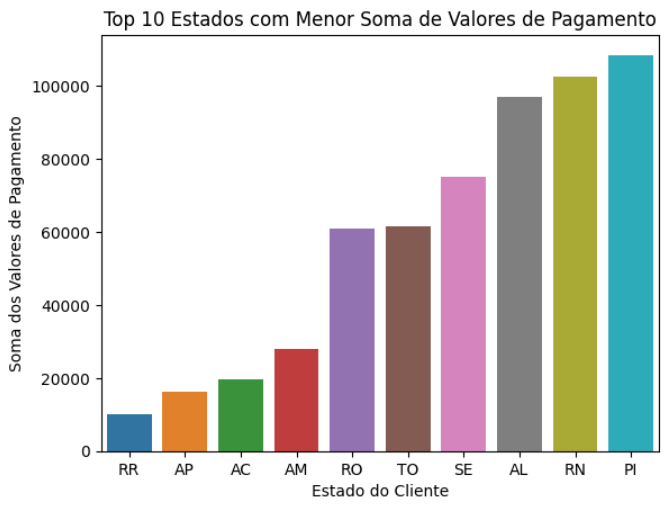 Top 10 Estados com Menor Soma de Valores de Pagamento
Soma dos Valores de Pagamento
100000
80000
60000
40000
20000
0
RR AP AC AM RO TO SE AL RN PI
Estado do Cliente